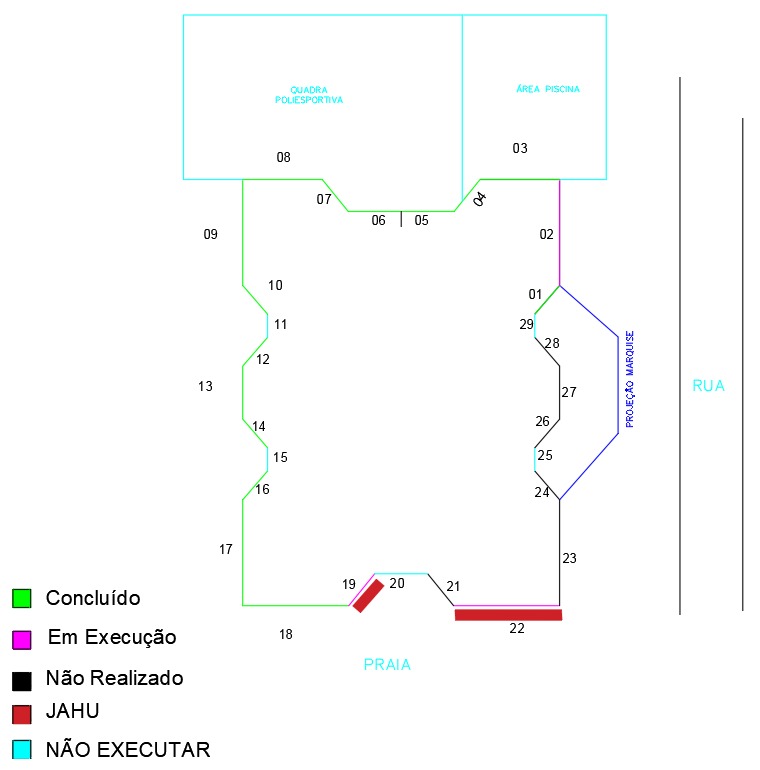 QUADRA
POLIESPORTIVA
ÁREA PISCINA
03
08
04
07
06
05
09
02
10
01
11
29
28
12
PROJEÇÃO MARQUISE
RUA
13
27
26
14
15
25
16
24
17
23
19
20
21
22
18
PRAIA
Concluído
Em Execução
Não Realizado
JAHU
NÃO EXECUTAR